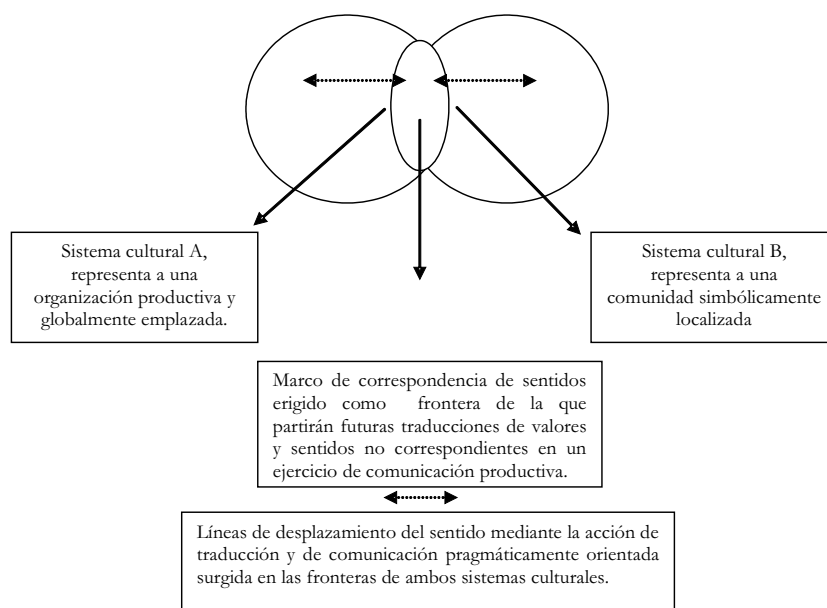 Sistema cultural A,
representa a una
organización productiva y
globalmente emplazada.
Sistema cultural B,
representa a una
comunidad simbólicamente
localizada
Marco de correspondencia de sentidos
erigido como frontera de la que
partirán futuras traducciones de valores
y sentidos no correspondientes en un
ejercicio de comunicación productiva.
Líneas de desplazamiento del sentido mediante la acción de
traducción y de comunicación pragmáticamente orientada
surgida en las fronteras de ambos sistemas culturales.